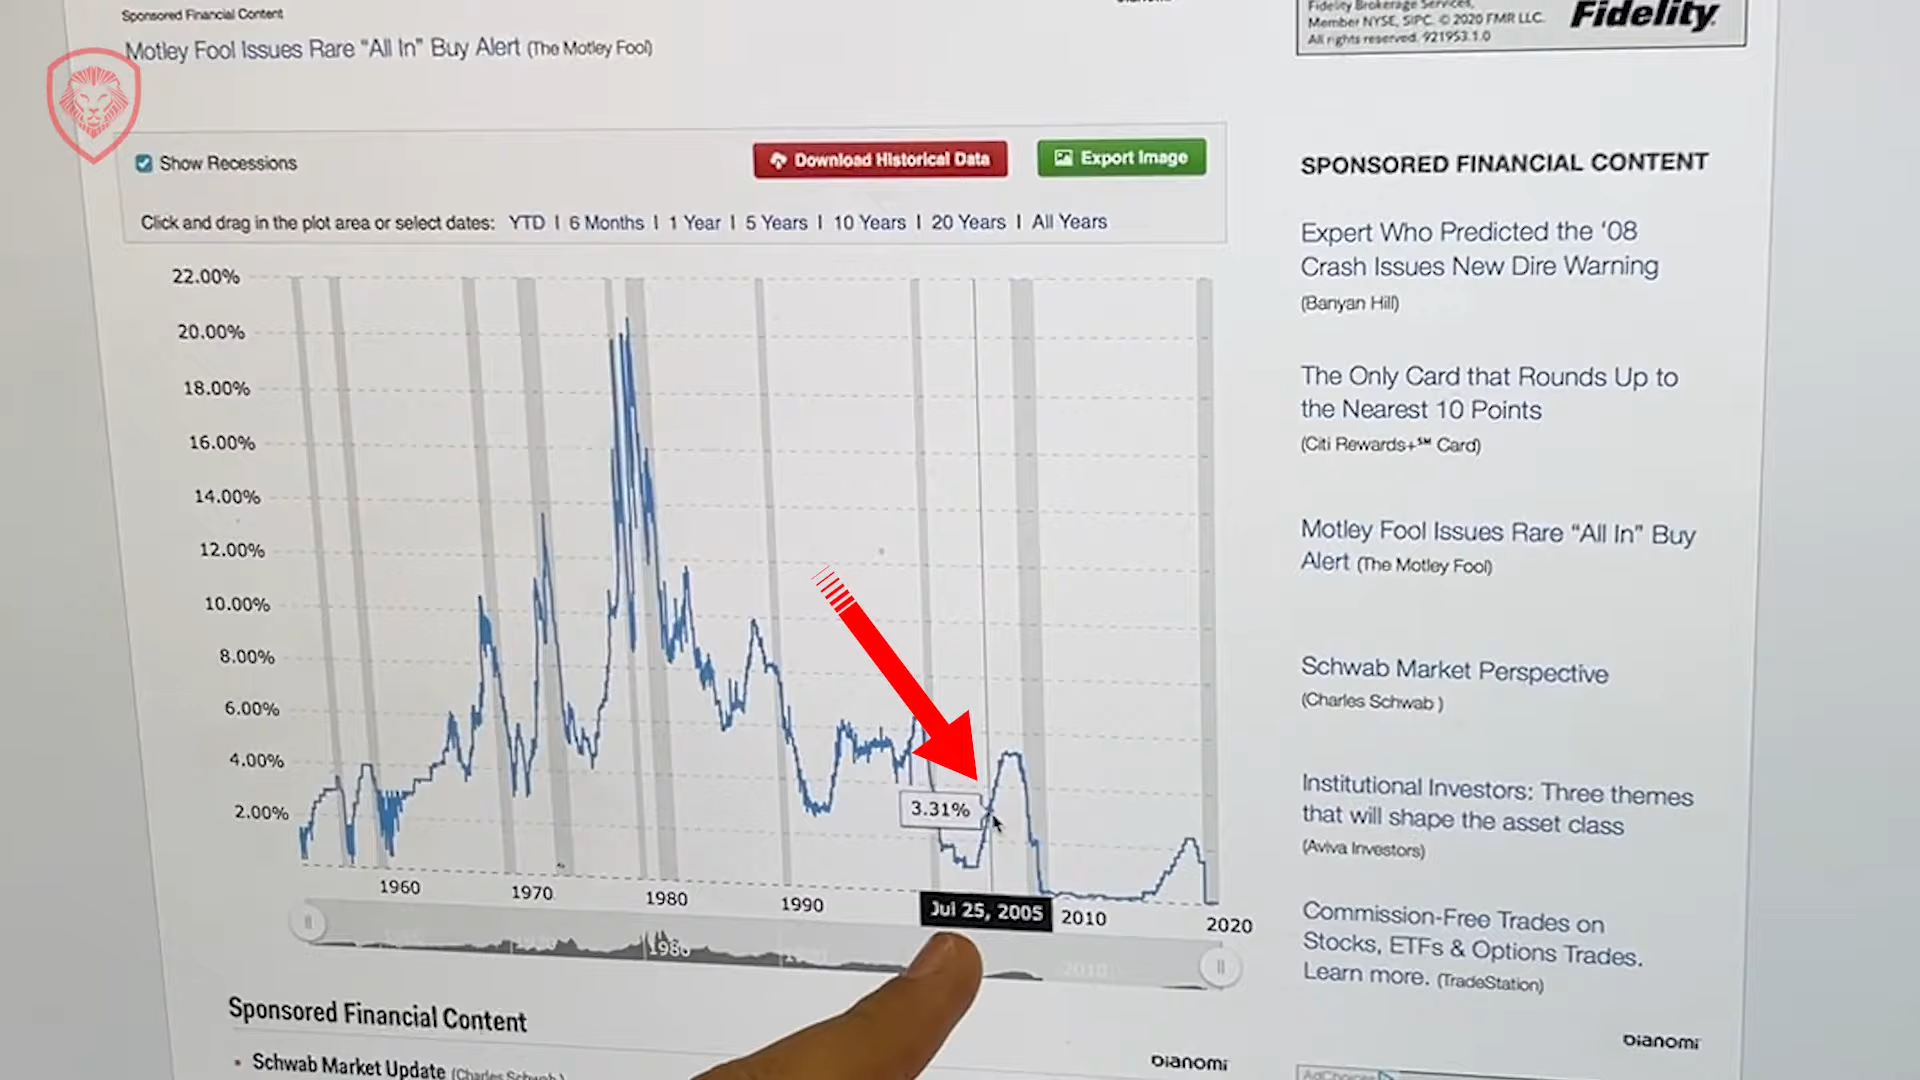 Sponsored Financial Content
Motley Fool Issues Rare “All In” Buy Alert (The Motley Fool)
Fidelity Brokerage Services,
Member NYSE, SIPC. © 2020 FMR LLC.
All rights reserved. 921953.1.0
Fidelity
Show Recessions
Download Historical Data
Export Image
Click and drag in the plot area or select dates: YTD | 6 Months | 1 Year | 5 Years | 10 Years | 20 Years | All Years
22.00%
20.00%
18.00%
16.00%
14.00%
12.00%
10.00%
8.00%
6.00%
4.00%
2.00%
3.31%
1960
1970
1980
1990
Jul 25, 2005
2010
2020
1980
2010
SPONSORED FINANCIAL CONTENT
Expert Who Predicted the ‘08
Crash Issues New Dire Warning
(Banyan Hill)
The Only Card that Rounds Up to
the Nearest 10 Points
(Citi Rewards+℠ Card)
Motley Fool Issues Rare “All In” Buy
Alert (The Motley Fool)
Schwab Market Perspective
(Charles Schwab )
Institutional Investors: Three themes
that will shape the asset class
(Aviva Investors)
Commission-Free Trades on
Stocks, ETFs & Options Trades.
Learn more. (TradeStation)
Dianomi
AdChoices
Sponsored Financial Content
• Schwab Market Update (Charles Schwab)
Dianomi